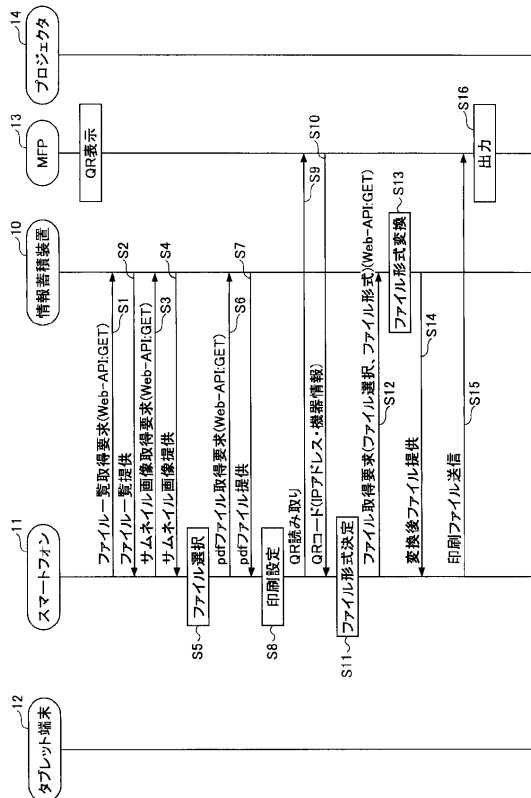 12
タブレット端末
11
スマートフォン
10
情報蓄積装置
13
MFP
14
プロジェクタ
QR表示
ファイル一覧取得要求(Web-API:GET)
S1
ファイル一覧提供
S2
サムネイル画像取得要求(Web-API:GET)
S3
サムネイル画像提供
S4
S5
ファイル選択
pdfファイル取得要求(Web-API:GET)
S6
pdfファイル提供
S7
S8
印刷設定
QR読み取り
S9
QRコード(IPアドレス・機器情報)
S10
S11
ファイル形式決定
ファイル取得要求(ファイル選択、ファイル形式)(Web-API:GET)
S12
ファイル形式変換
S13
変換後ファイル提供
S14
印刷ファイル送信
S15
出力
S16